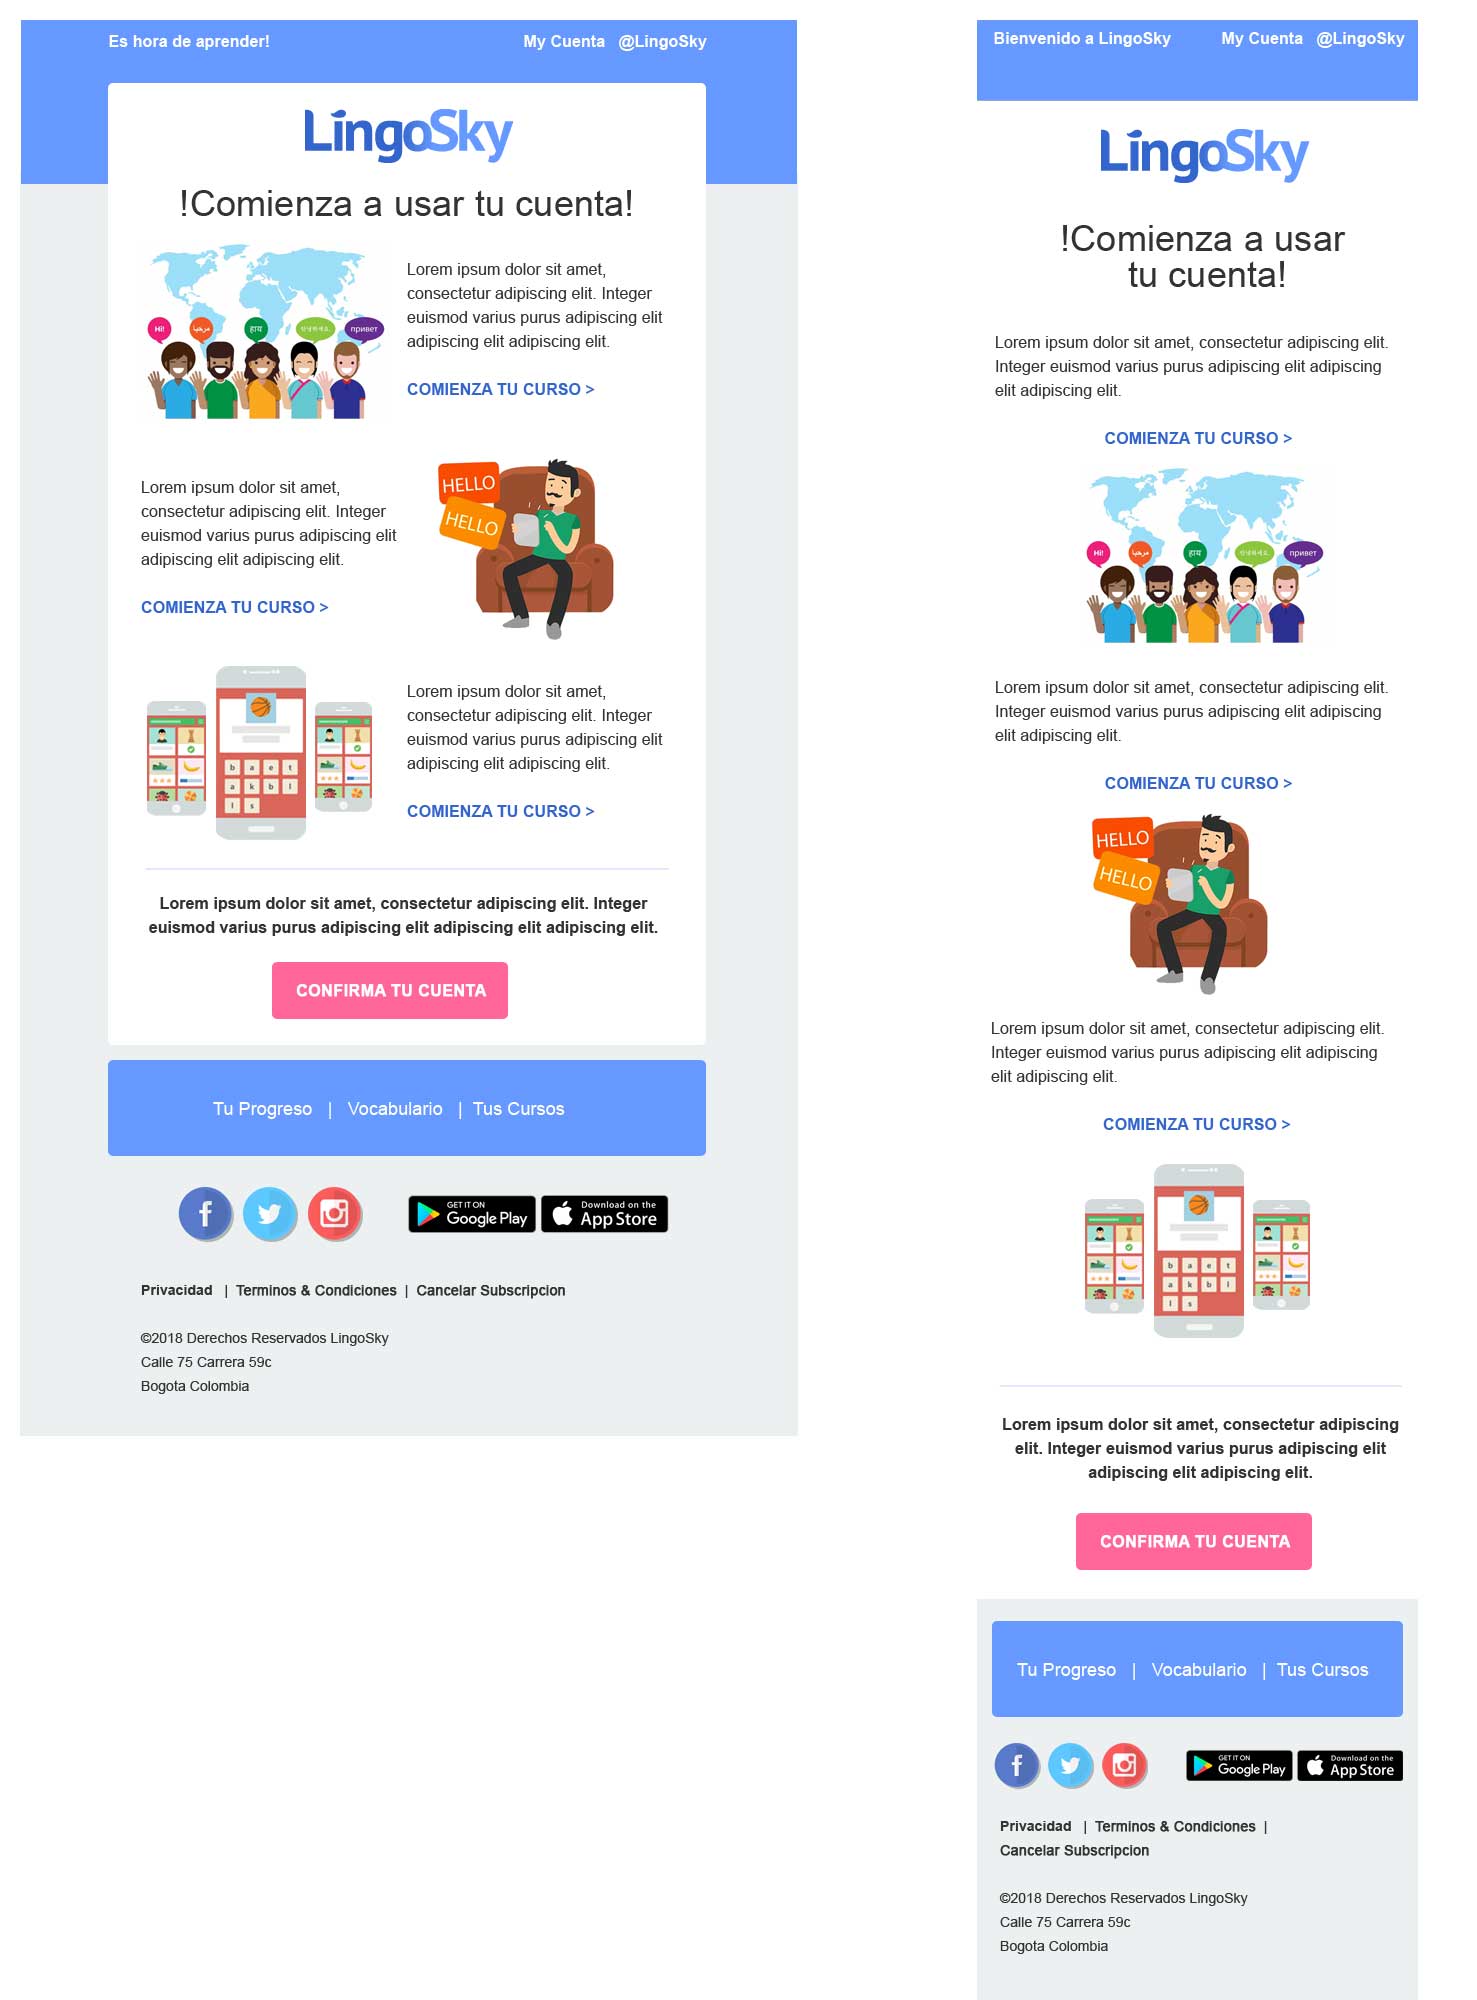 Es hora de aprender!
My Cuenta @LingoSky
LingoSky
!Comienza a usar tu cuenta!
Hi!
مرحبا
हाय
안녕하세요
привет
Lorem ipsum dolor sit amet,
consectetur adipiscing elit. Integer
euismod varius purus adipiscing elit
adipiscing elit adipiscing elit.
COMIENZA TU CURSO >
Lorem ipsum dolor sit amet,
consectetur adipiscing elit. Integer
euismod varius purus adipiscing elit
adipiscing elit adipiscing elit.
COMIENZA TU CURSO >
HELLO
HELLO
b a e t
a k b l
l s
Lorem ipsum dolor sit amet,
consectetur adipiscing elit. Integer
euismod varius purus adipiscing elit
adipiscing elit adipiscing elit.
COMIENZA TU CURSO >
Lorem ipsum dolor sit amet, consectetur adipiscing elit. Integer
euismod varius purus adipiscing elit adipiscing elit adipiscing elit.
CONFIRMA TU CUENTA
Tu Progreso | Vocabulario | Tus Cursos
GET IT ON
Google Play
Download on the
App Store
Privacidad | Terminos & Condiciones | Cancelar Subscripcion
©2018 Derechos Reservados LingoSky
Calle 75 Carrera 59c
Bogota Colombia
Bienvenido a LingoSky
My Cuenta @LingoSky
LingoSky
!Comienza a usar
tu cuenta!
Lorem ipsum dolor sit amet, consectetur adipiscing elit.
Integer euismod varius purus adipiscing elit adipiscing
elit adipiscing elit.
COMIENZA TU CURSO >
Hi!
مرحبا
हाय
안녕하세요
привет
Lorem ipsum dolor sit amet, consectetur adipiscing elit.
Integer euismod varius purus adipiscing elit adipiscing
elit adipiscing elit.
COMIENZA TU CURSO >
HELLO
HELLO
Lorem ipsum dolor sit amet, consectetur adipiscing elit.
Integer euismod varius purus adipiscing elit adipiscing
elit adipiscing elit.
COMIENZA TU CURSO >
b a e t
a k b l
l s
Lorem ipsum dolor sit amet, consectetur adipiscing
elit. Integer euismod varius purus adipiscing elit
adipiscing elit adipiscing elit.
CONFIRMA TU CUENTA
Tu Progreso | Vocabulario | Tus Cursos
GET IT ON
Google Play
Download on the
App Store
Privacidad | Terminos & Condiciones |
Cancelar Subscripcion
©2018 Derechos Reservados LingoSky
Calle 75 Carrera 59c
Bogota Colombia